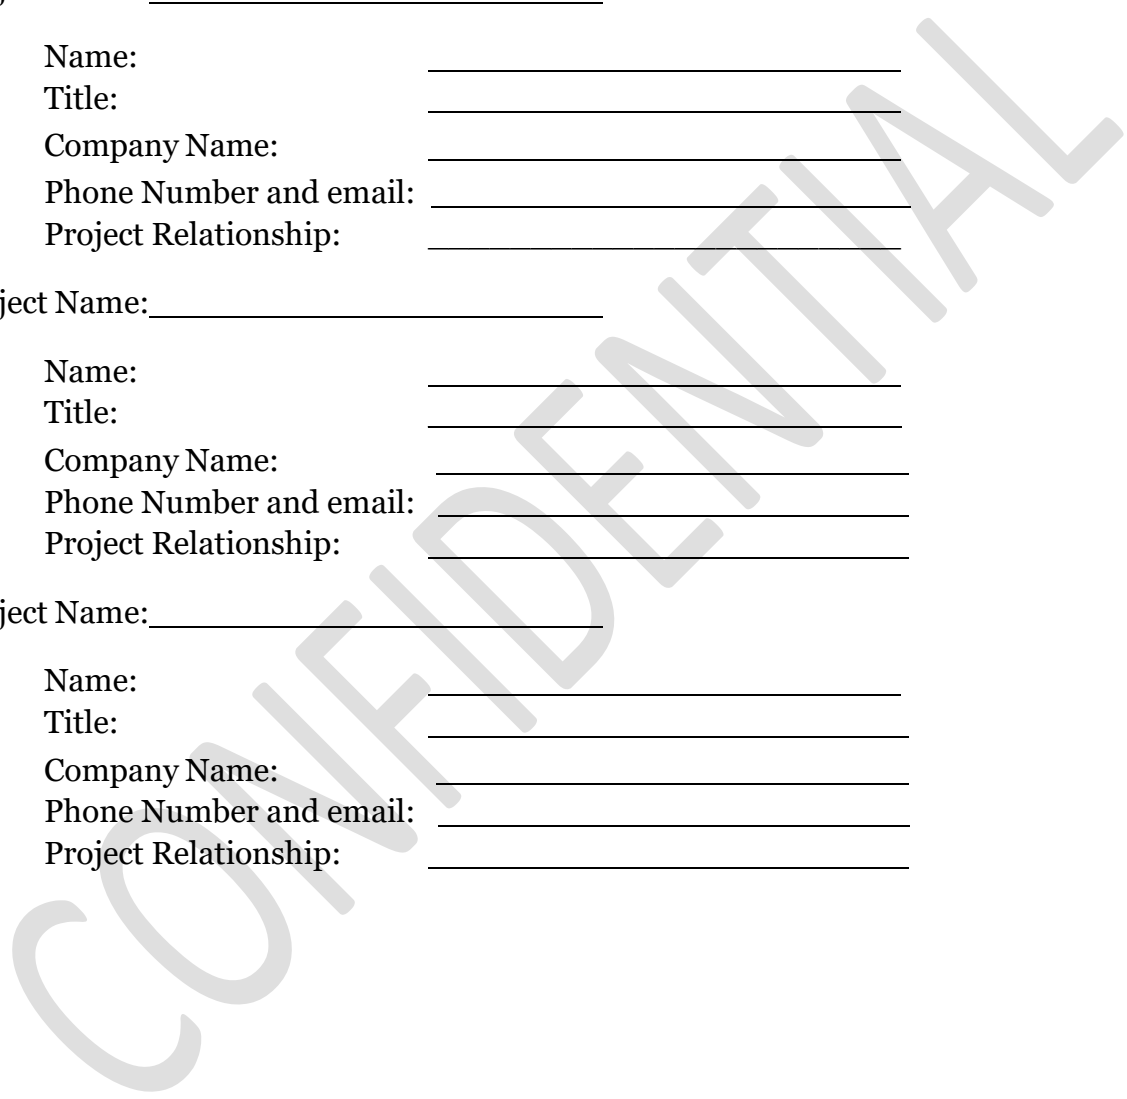 Name:
Title:
Company Name:
Phone Number and email:
Project Relationship:
ject Name:
Name:
Title:
Company Name:
Phone Number and email:
Project Relationship:
ject Name:
Name:
Title:
Company Name:
Phone Number and email:
Project Relationship:
CONFIDENTIAL